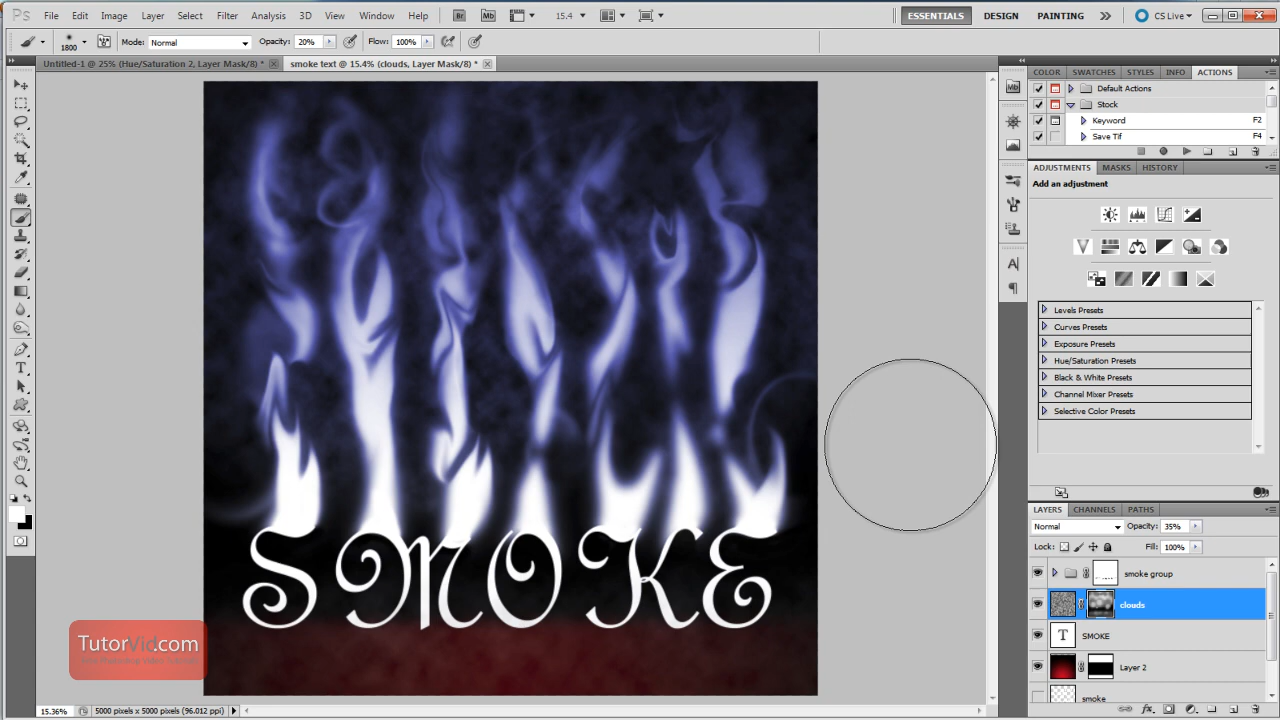 Ps File Edit Image Layer Select Filter Analysis 3D View Window Help Br Mb 15.4 ESSENTIALS DESIGN PAINTING CS Live
1800 Mode: Normal Opacity: 20% Flow: 100%
Untitled-1 @ 25% (Hue/Saturation 2, Layer Mask/8) * smoke text @ 15.4% (clouds, Layer Mask/8) *
COLOR SWATCHES STYLES INFO ACTIONS
Mb
Default Actions
Stock
Keyword F2
Save Tif F4
ADJUSTMENTS MASKS HISTORY
Add an adjustment
Levels Presets
Curves Presets
Exposure Presets
Hue/Saturation Presets
Black & White Presets
Channel Mixer Presets
Selective Color Presets
LAYERS CHANNELS PATHS
Normal Opacity: 35%
Lock: Fill: 100%
smoke group
clouds
T SMOKE
Layer 2
smoke
SMOKE
TutorVid.com
15.36% 5000 pixels x 5000 pixels (96.012 ppi)